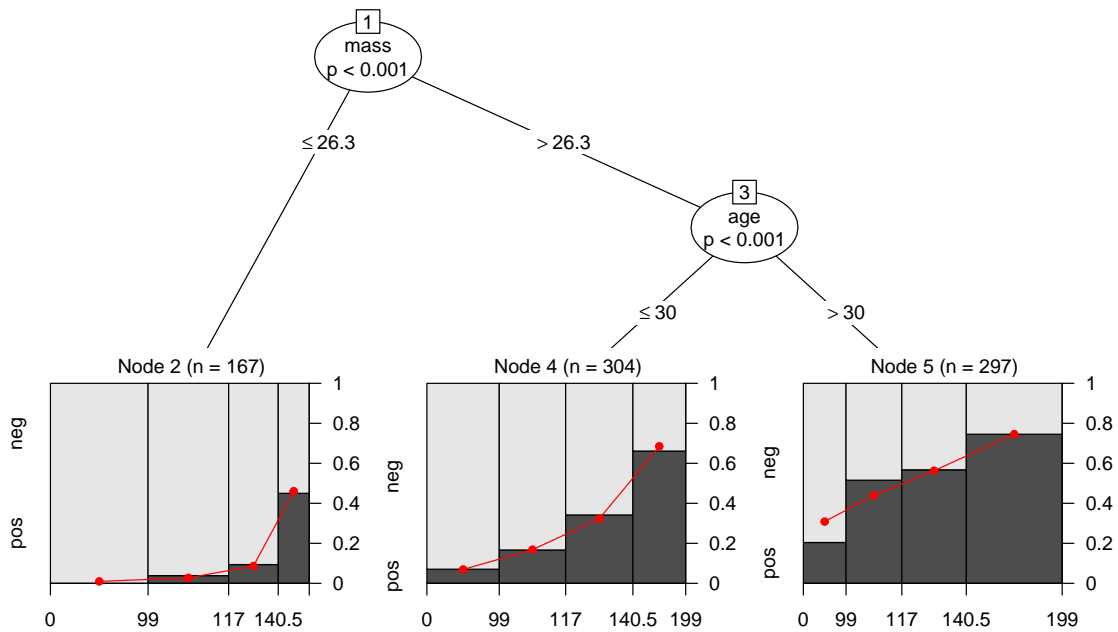 1
mass
p < 0.001
≤ 26.3
> 26.3
3
age
p < 0.001
≤ 30
> 30
Node 2 (n = 167)
neg
pos
1
0.8
0.6
0.4
0.2
0
0
99
117
140.5
Node 4 (n = 304)
neg
pos
1
0.8
0.6
0.4
0.2
0
0
99
117
140.5
199
Node 5 (n = 297)
neg
pos
1
0.8
0.6
0.4
0.2
0
0
99
117
140.5
199